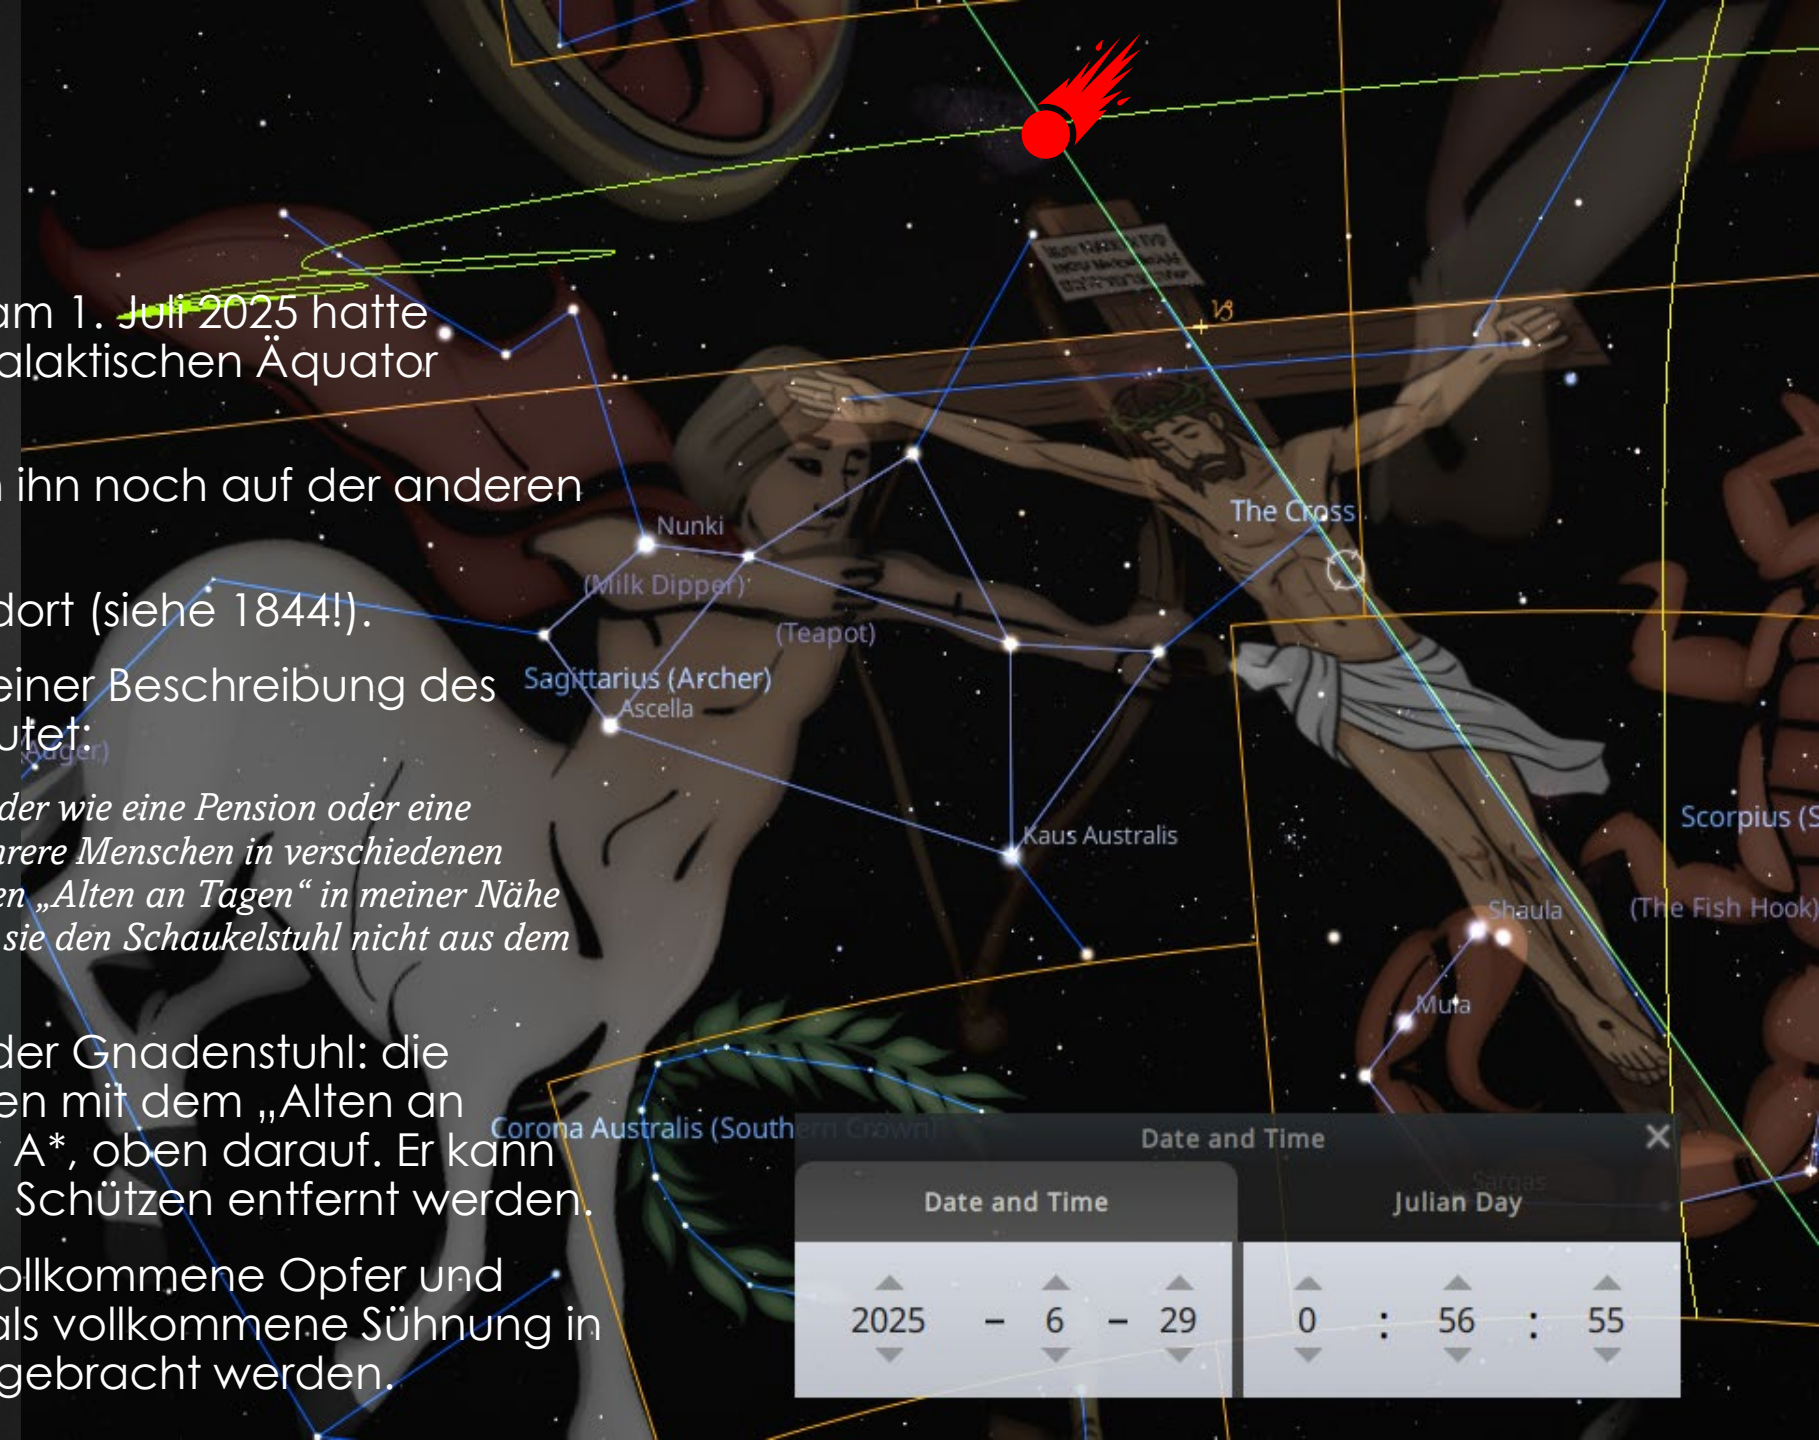 am 1. Juli 2025 hatte
alaktischen Äquator
ihn noch auf der anderen
dort (siehe 1844!).
einer Beschreibung des
utet:
der wie eine Pension oder eine
hrere Menschen in verschiedenen
en „Alten an Tagen“ in meiner Nähe
sie den Schaukelstuhl nicht aus dem
der Gnadenstuhl: die
en mit dem „Alten an
A*, oben darauf. Er kann
Schützen entfernt werden.
ollkommene Opfer und
als vollkommene Sühnung in
gebracht werden.
Nunki
(Milk Dipper)
(Teapot)
Sagittarius (Archer)
Ascella
The Cross
Kaus Australis
Scorpius (S
(The Fish Hook)
Shaula
Mula
Corona Australis (Southern Crown)
Sargas
Date and Time
Date and Time
Julian Day
2025 – 6 – 29
0 : 56 : 55